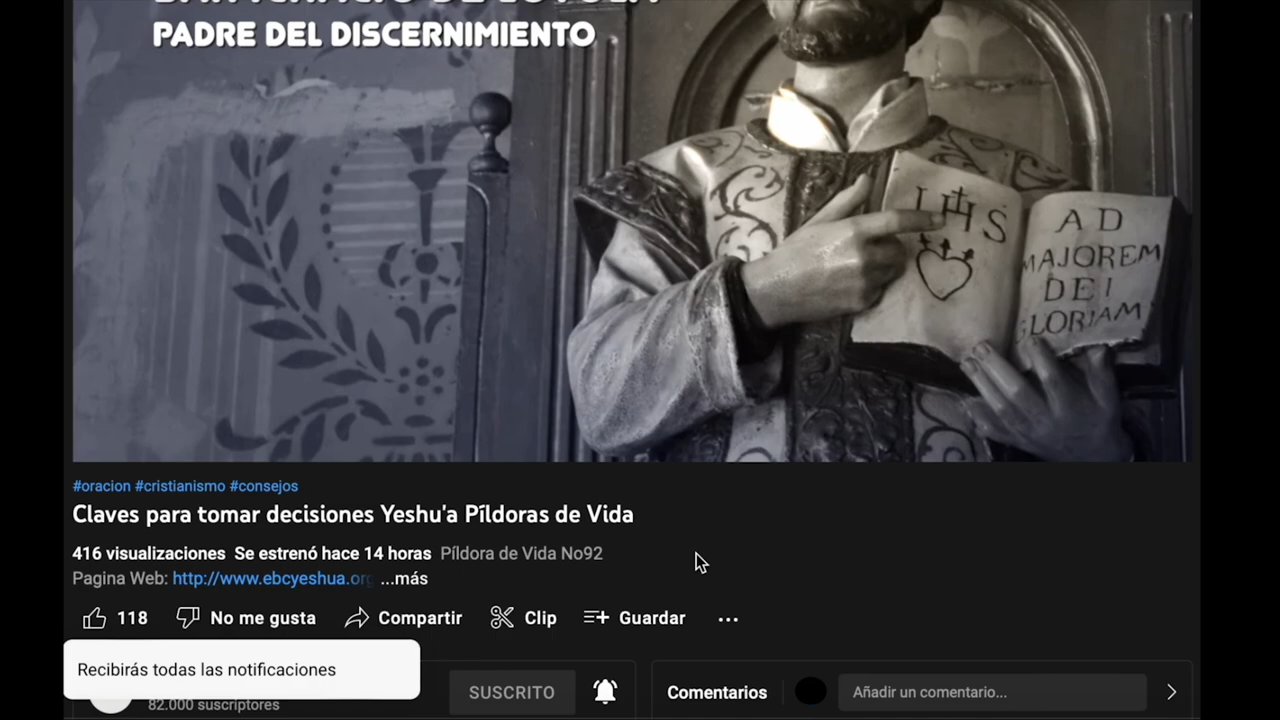 PADRE DEL DISCERNIMIENTO
IHS
AD
MAJOREM
DEI
GLORIAM
#oracion #cristianismo #consejos
Claves para tomar decisiones Yeshu'a Píldoras de Vida
416 visualizaciones Se estrenó hace 14 horas Píldora de Vida No92
Pagina Web: http://www.ebcyeshua.org ...más
118 No me gusta Compartir Clip Guardar ...
Recibirás todas las notificaciones
82.000 suscriptores
SUSCRITO
Comentarios
Añadir un comentario...